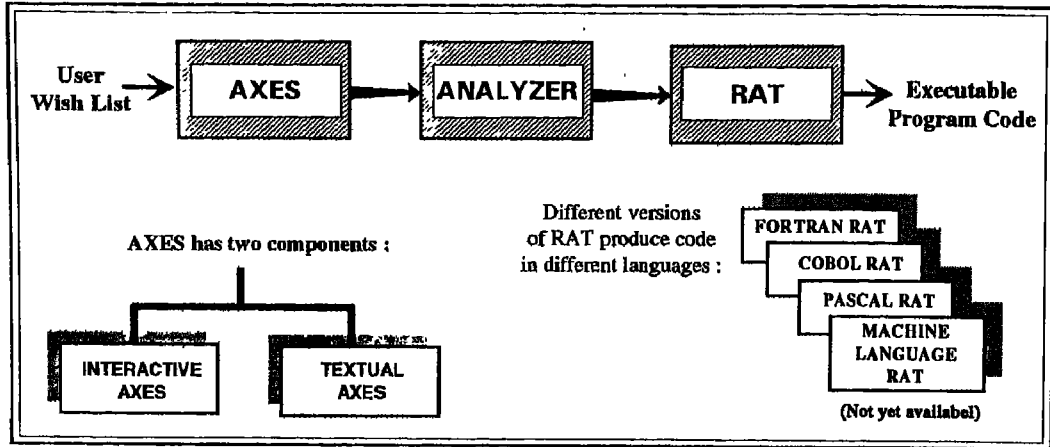 User
Wish List
AXES
ANALYZER
RAT
Executable
Program Code
AXES has two components :
INTERACTIVE
AXES
TEXTUAL
AXES
Different versions
of RAT produce code
in different languages :
FORTRAN RAT
COBOL RAT
PASCAL RAT
MACHINE
LANGUAGE
RAT
(Not yet availabel)